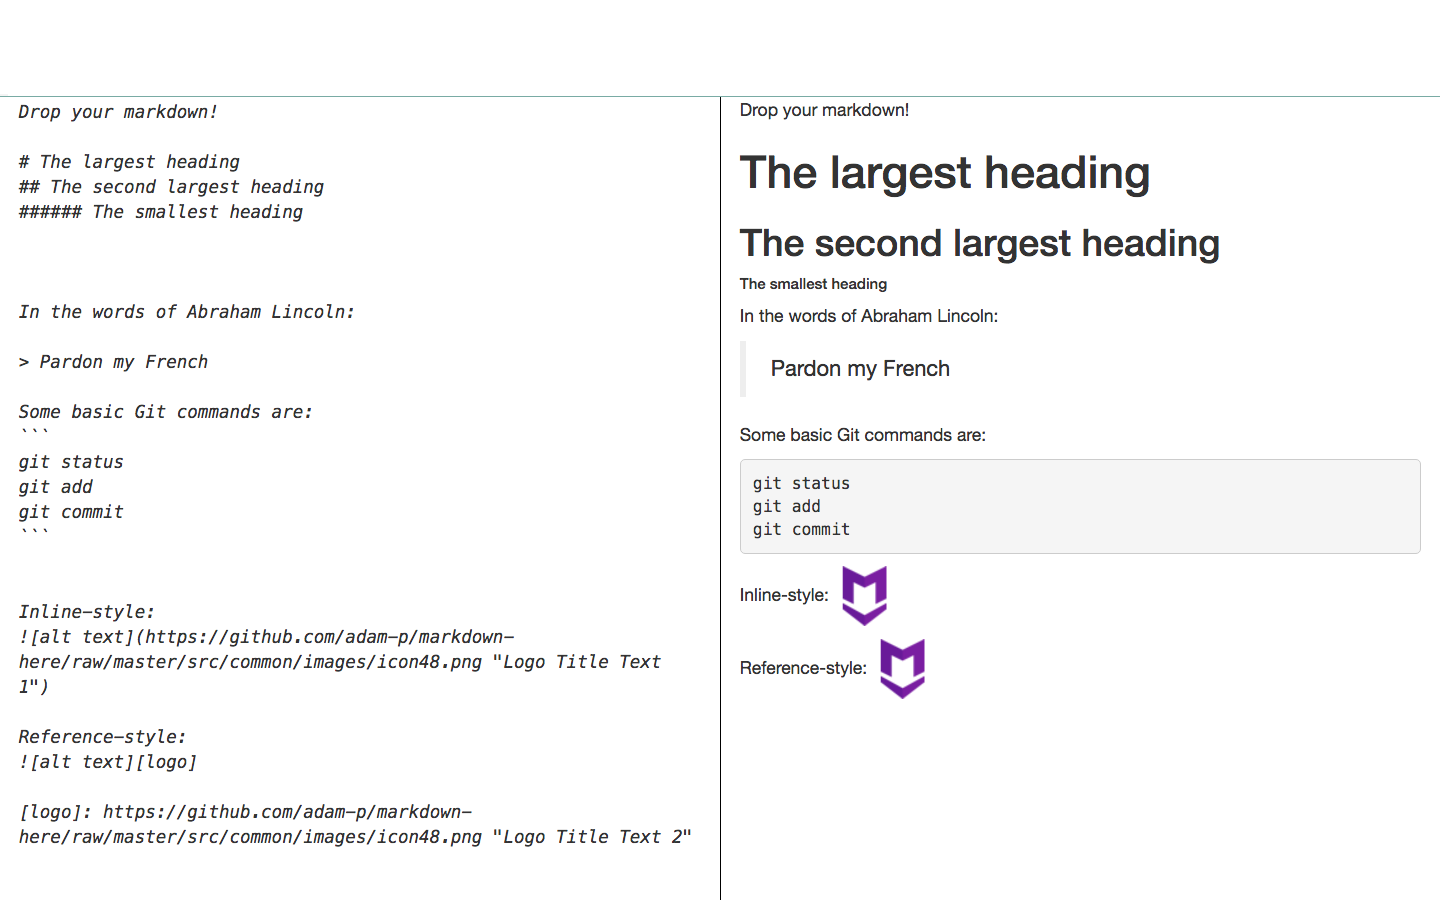 Drop your markdown!
# The largest heading
## The second largest heading
###### The smallest heading
In the words of Abraham Lincoln:
> Pardon my French
Some basic Git commands are:
```
git status
git add
git commit
```
Inline-style:
![alt text](https://github.com/adam-p/markdown-
here/raw/master/src/common/images/icon48.png "Logo Title Text
1")
Reference-style:
![alt text][logo]
[logo]: https://github.com/adam-p/markdown-
here/raw/master/src/common/images/icon48.png "Logo Title Text 2"
Drop your markdown!
The largest heading
The second largest heading
The smallest heading
In the words of Abraham Lincoln:
Pardon my French
Some basic Git commands are:
git status
git add
git commit
Inline-style:
Reference-style: